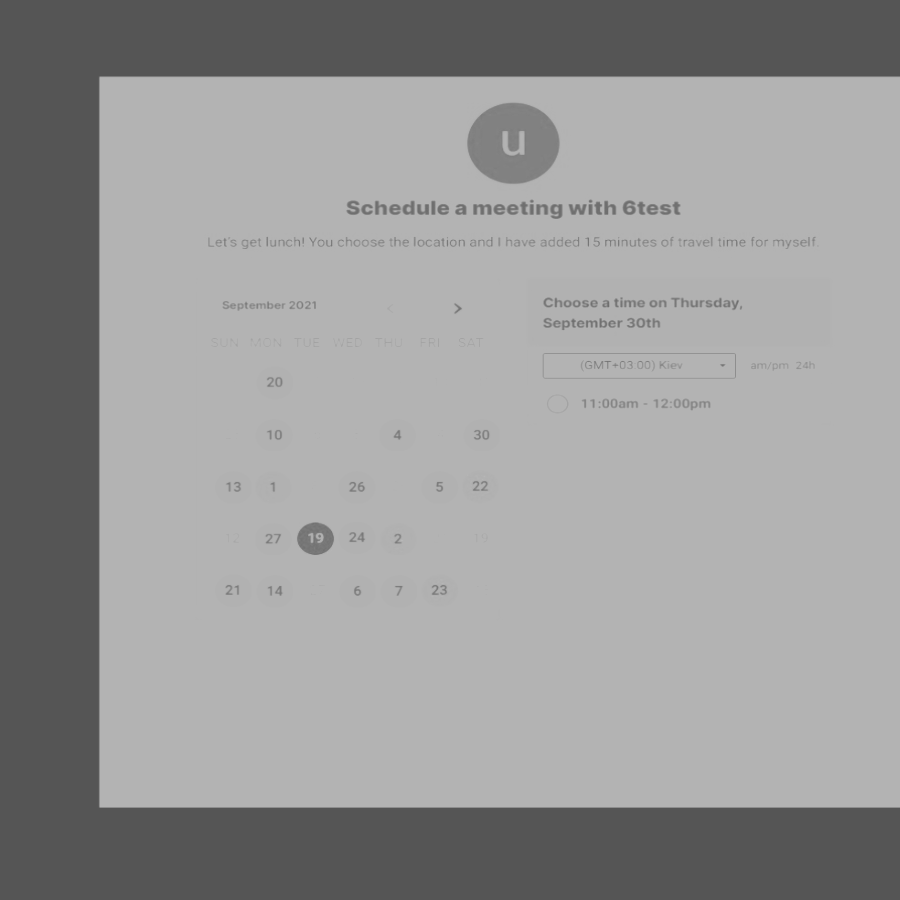 u
Schedule a meeting with 6test
Let's get lunch! You choose the location and I have added 15 minutes of travel time for myself.
September 2021
SUN MON TUE WED THU FRI SAT
20
10 4 30
13 1 26 5 22
12 27 19 24 2 19
21 14 6 7 23
Choose a time on Thursday,
September 30th
(GMT+03:00) Kiev am/pm 24h
11:00am - 12:00pm